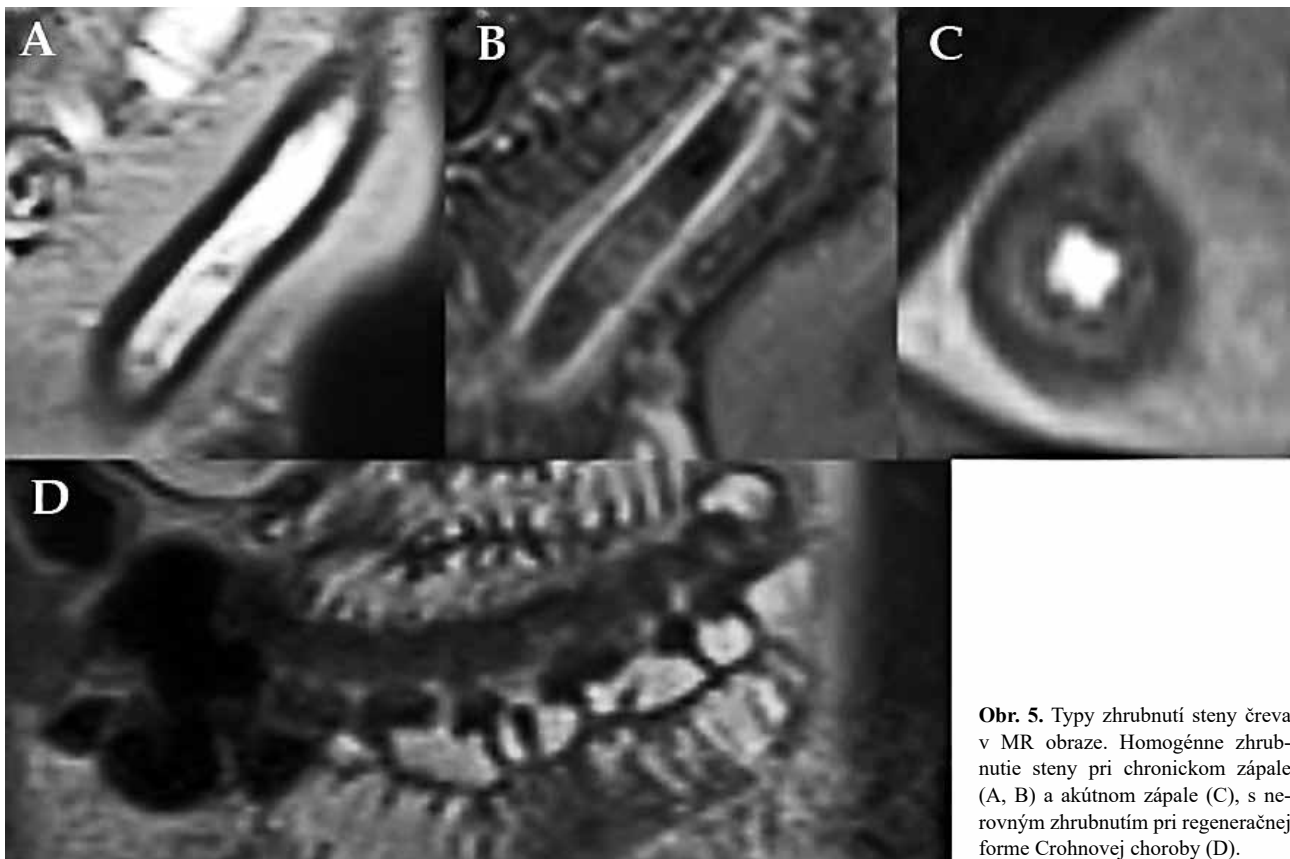 A
B
C
D
Obr. 5. Typy zhrubnutí steny čreva
v MR obraze. Homogénne zhrub-
nutie steny pri chronickom zápale
(A, B) a akútnom zápale (C), s ne-
rovným zhrubnutím pri regeneračnej
forme Crohnovej choroby (D).